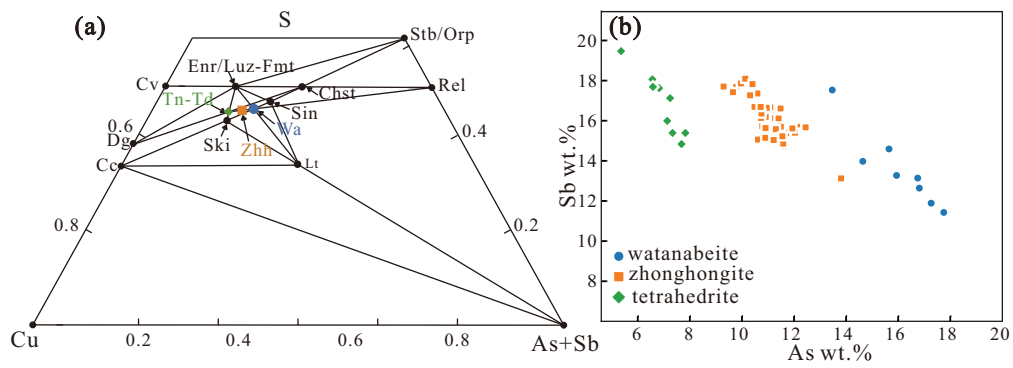 (a)
S
Stb/Orp
Enr/Luz-Fmt
Cv
Chst
Rel
Tn-Td
Sin
0.6
Wa
Dg
Ski
Zhh
0.4
Cc
Lt
0.8
0.2
Cu
0.2
0.4
0.6
0.8
As+Sb
(b)
Sb wt.%
20
18
16
14
12
10
8
watanabeite
zhonghongite
tetrahedrite
6
8
10
12
14
16
18
20
As wt.%